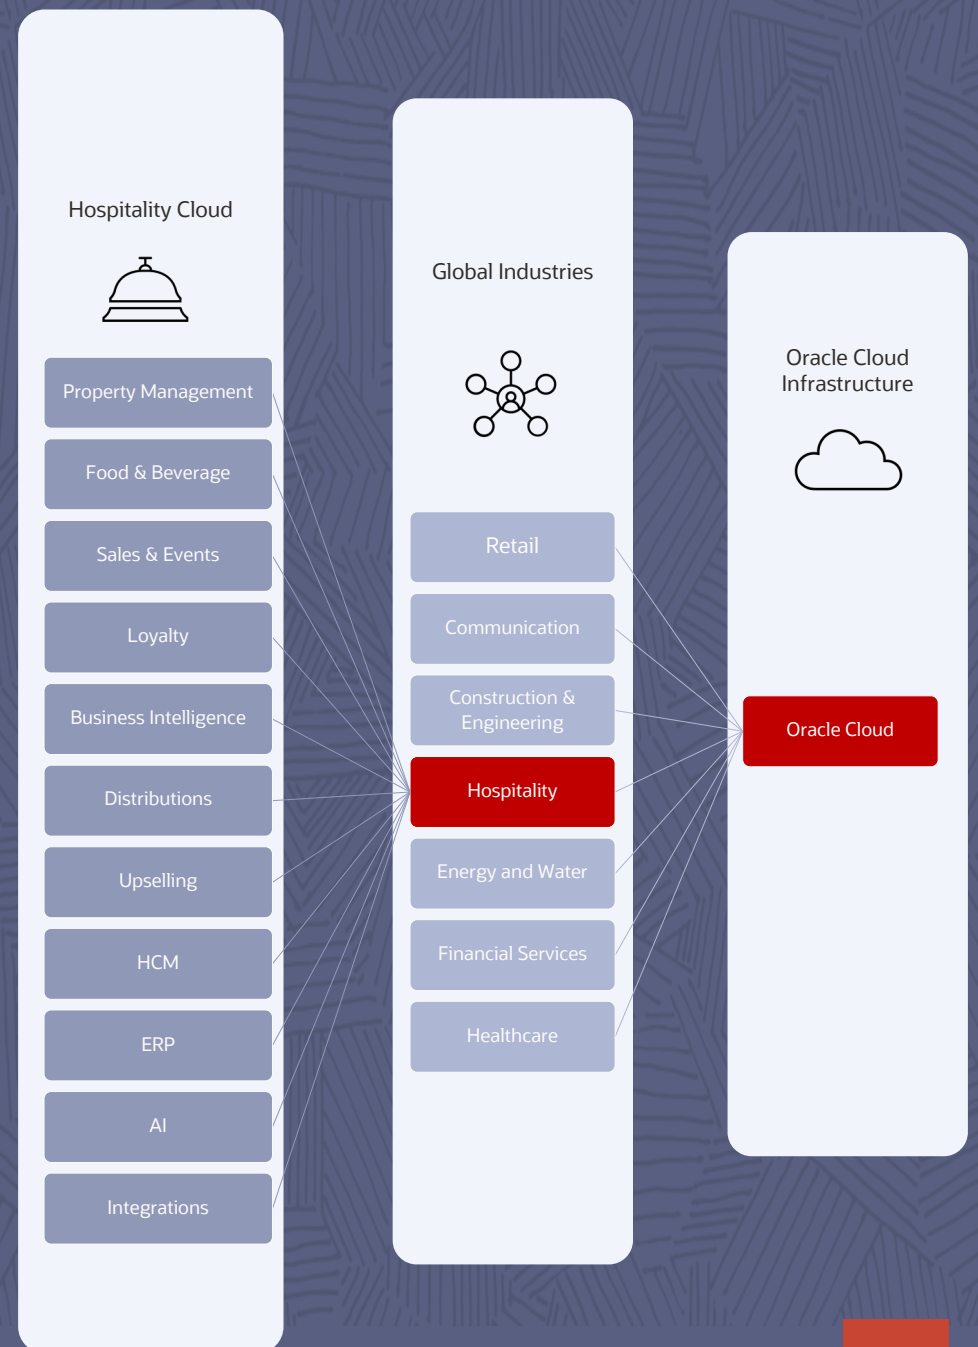 Hospitality Cloud
Property Management
Food & Beverage
Sales & Events
Loyalty
Business Intelligence
Distributions
Upselling
HCM
ERP
AI
Integrations
Global Industries
Retail
Communication
Construction &
Engineering
Hospitality
Energy and Water
Financial Services
Healthcare
Oracle Cloud
Infrastructure
Oracle Cloud